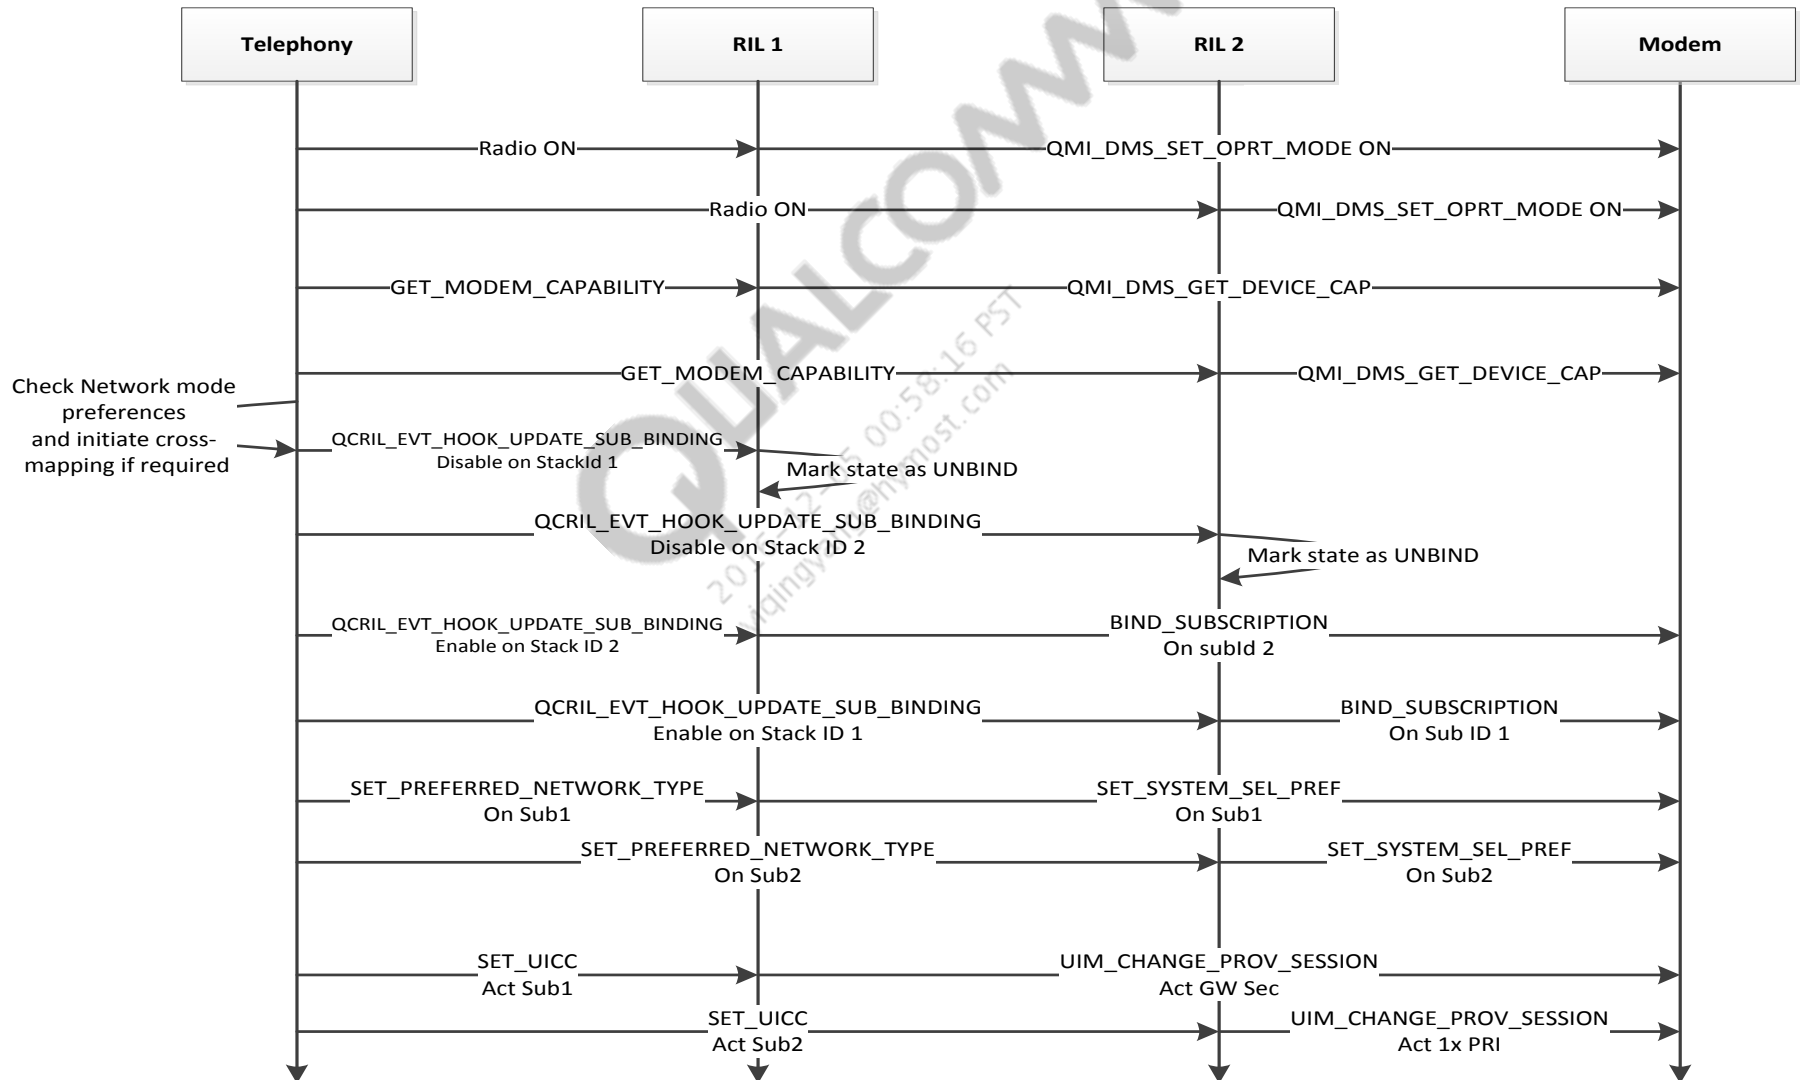 Telephony
RIL 1
RIL 2
Modem
Radio ON
QMI_DMS_SET_OPRT_MODE ON
Radio ON
QMI_DMS_SET_OPRT_MODE ON
GET_MODEM_CAPABILITY
QMI_DMS_GET_DEVICE_CAP
GET_MODEM_CAPABILITY
QMI_DMS_GET_DEVICE_CAP
Check Network mode
preferences
and initiate cross-
mapping if required
QCRIL_EVT_HOOK_UPDATE_SUB_BINDING
Disable on StackId 1
Mark state as UNBIND
QCRIL_EVT_HOOK_UPDATE_SUB_BINDING
Disable on Stack ID 2
Mark state as UNBIND
QCRIL_EVT_HOOK_UPDATE_SUB_BINDING
Enable on Stack ID 2
BIND_SUBSCRIPTION
On subId 2
QCRIL_EVT_HOOK_UPDATE_SUB_BINDING
Enable on Stack ID 1
BIND_SUBSCRIPTION
On Sub ID 1
SET_PREFERRED_NETWORK_TYPE
On Sub1
SET_SYSTEM_SEL_PREF
On Sub1
SET_PREFERRED_NETWORK_TYPE
On Sub2
SET_SYSTEM_SEL_PREF
On Sub2
SET_UICC
Act Sub1
UIM_CHANGE_PROV_SESSION
Act GW Sec
SET_UICC
Act Sub2
UIM_CHANGE_PROV_SESSION
Act 1x PRI
QUALCOMM
00:58:16 PST